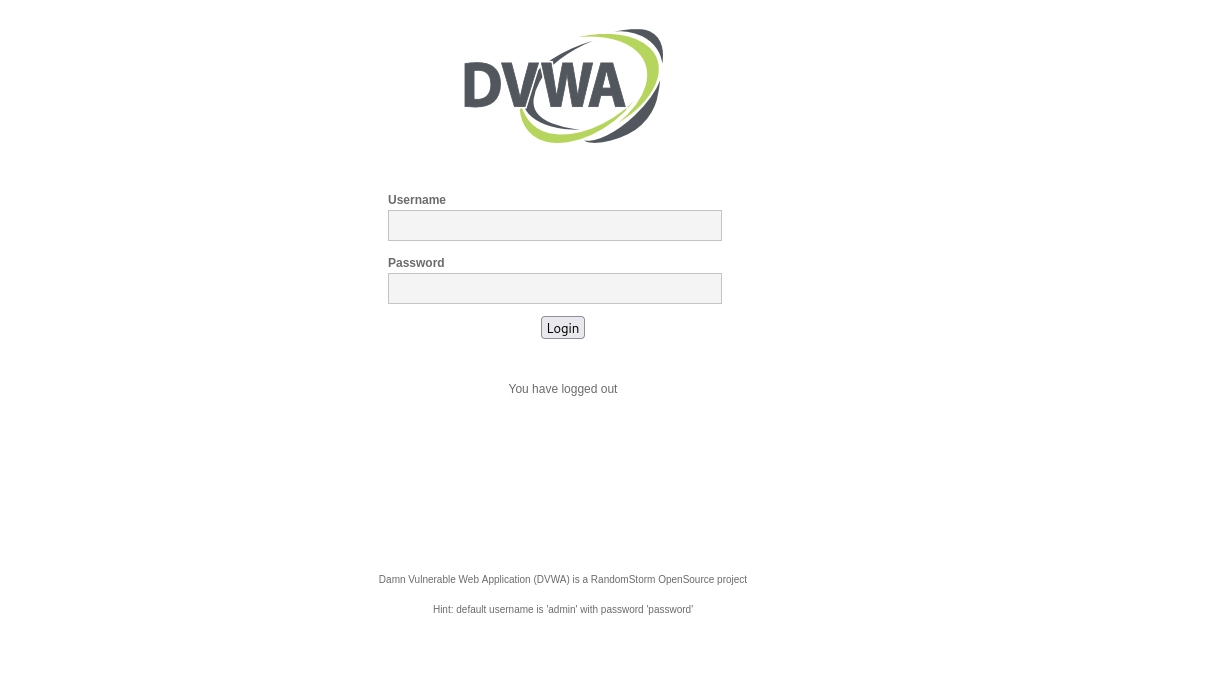 DVWA
Username
Password
Login
You have logged out
Damn Vulnerable Web Application (DVWA) is a RandomStorm OpenSource project
Hint: default username is 'admin' with password 'password'